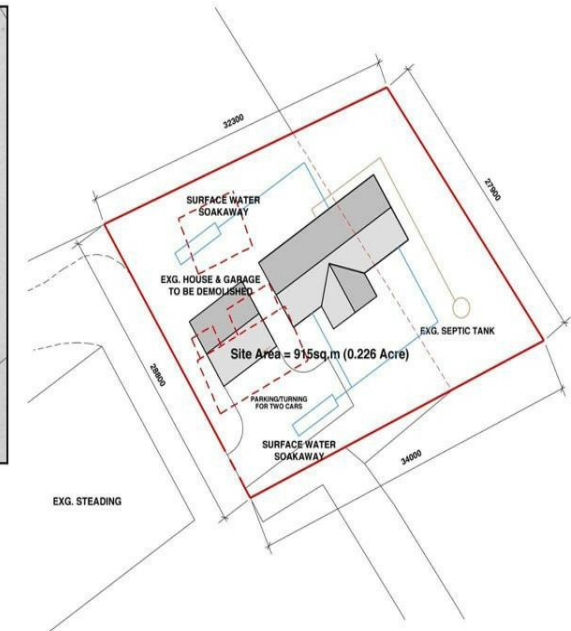 32300
27900
SURFACE WATER
SOAKAWAY
EXG. HOUSE & GARAGE
TO BE DEMOLISHED
EXG. SEPTIC TANK
Site Area = 915sq.m (0.226 Acre)
28800
PARKING/TURNING
FOR TWO CARS
SURFACE WATER
SOAKAWAY
34000
EXG. STEADING